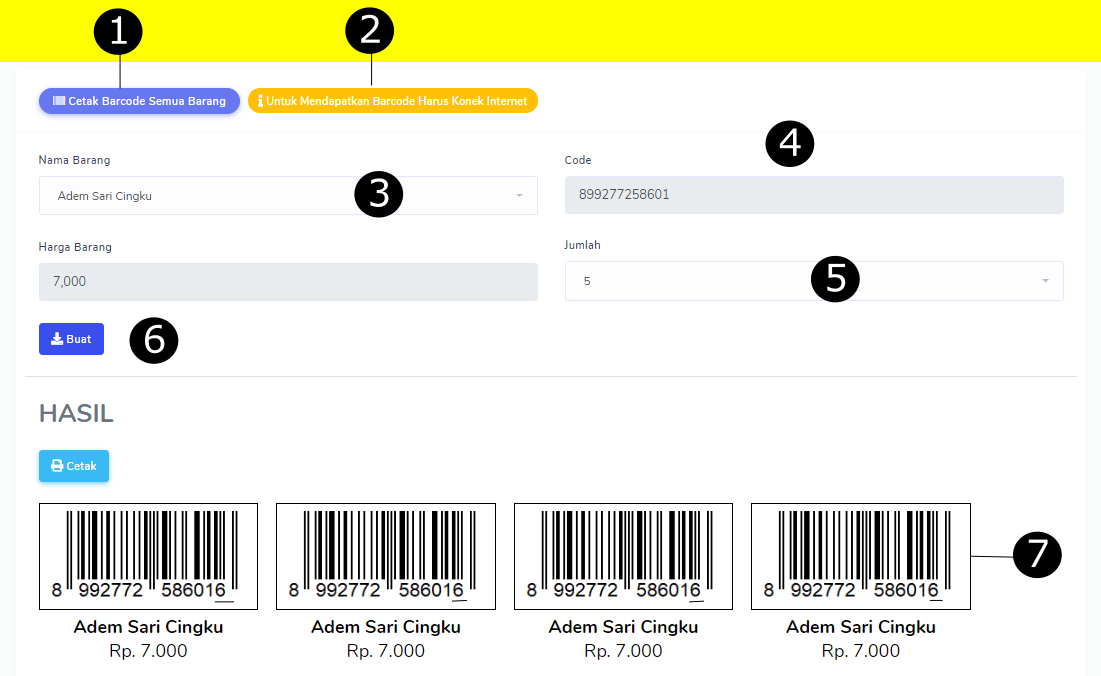 1 2
Cetak Barcode Semua Barang Untuk Mendapatkan Barcode Harus Konek Internet
4
Nama Barang Code
Adem Sari Cingku 3 899277258601
Harga Barang Jumlah
7,000 5 5
Buat 6
HASIL
Cetak
7
8 992772 586016 8 992772 586016 8 992772 586016 8 992772 586016
Adem Sari Cingku Adem Sari Cingku Adem Sari Cingku Adem Sari Cingku
Rp. 7.000 Rp. 7.000 Rp. 7.000 Rp. 7.000